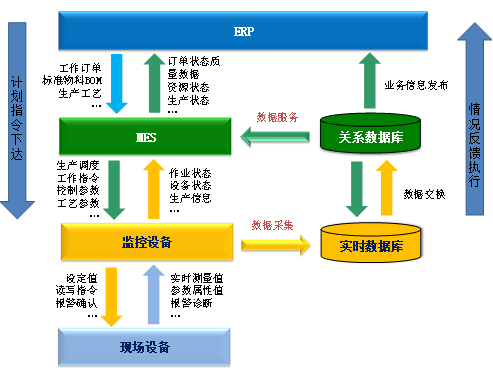 ERP
计划指令下达
工作订单
标准物料BOM
生产工艺
...
订单状态质
量数据
资源状态
生产状态
...
业务信息发布
情况反馈执行
MES
数据服务
关系数据库
生产调度
工作指令
控制参数
工艺参数
...
作业状态
设备状态
生产信息
...
数据交换
监控设备
数据采集
实时数据库
设定值
读写指令
报警确认
...
实时测量值
参数属性值
报警诊断
...
现场设备